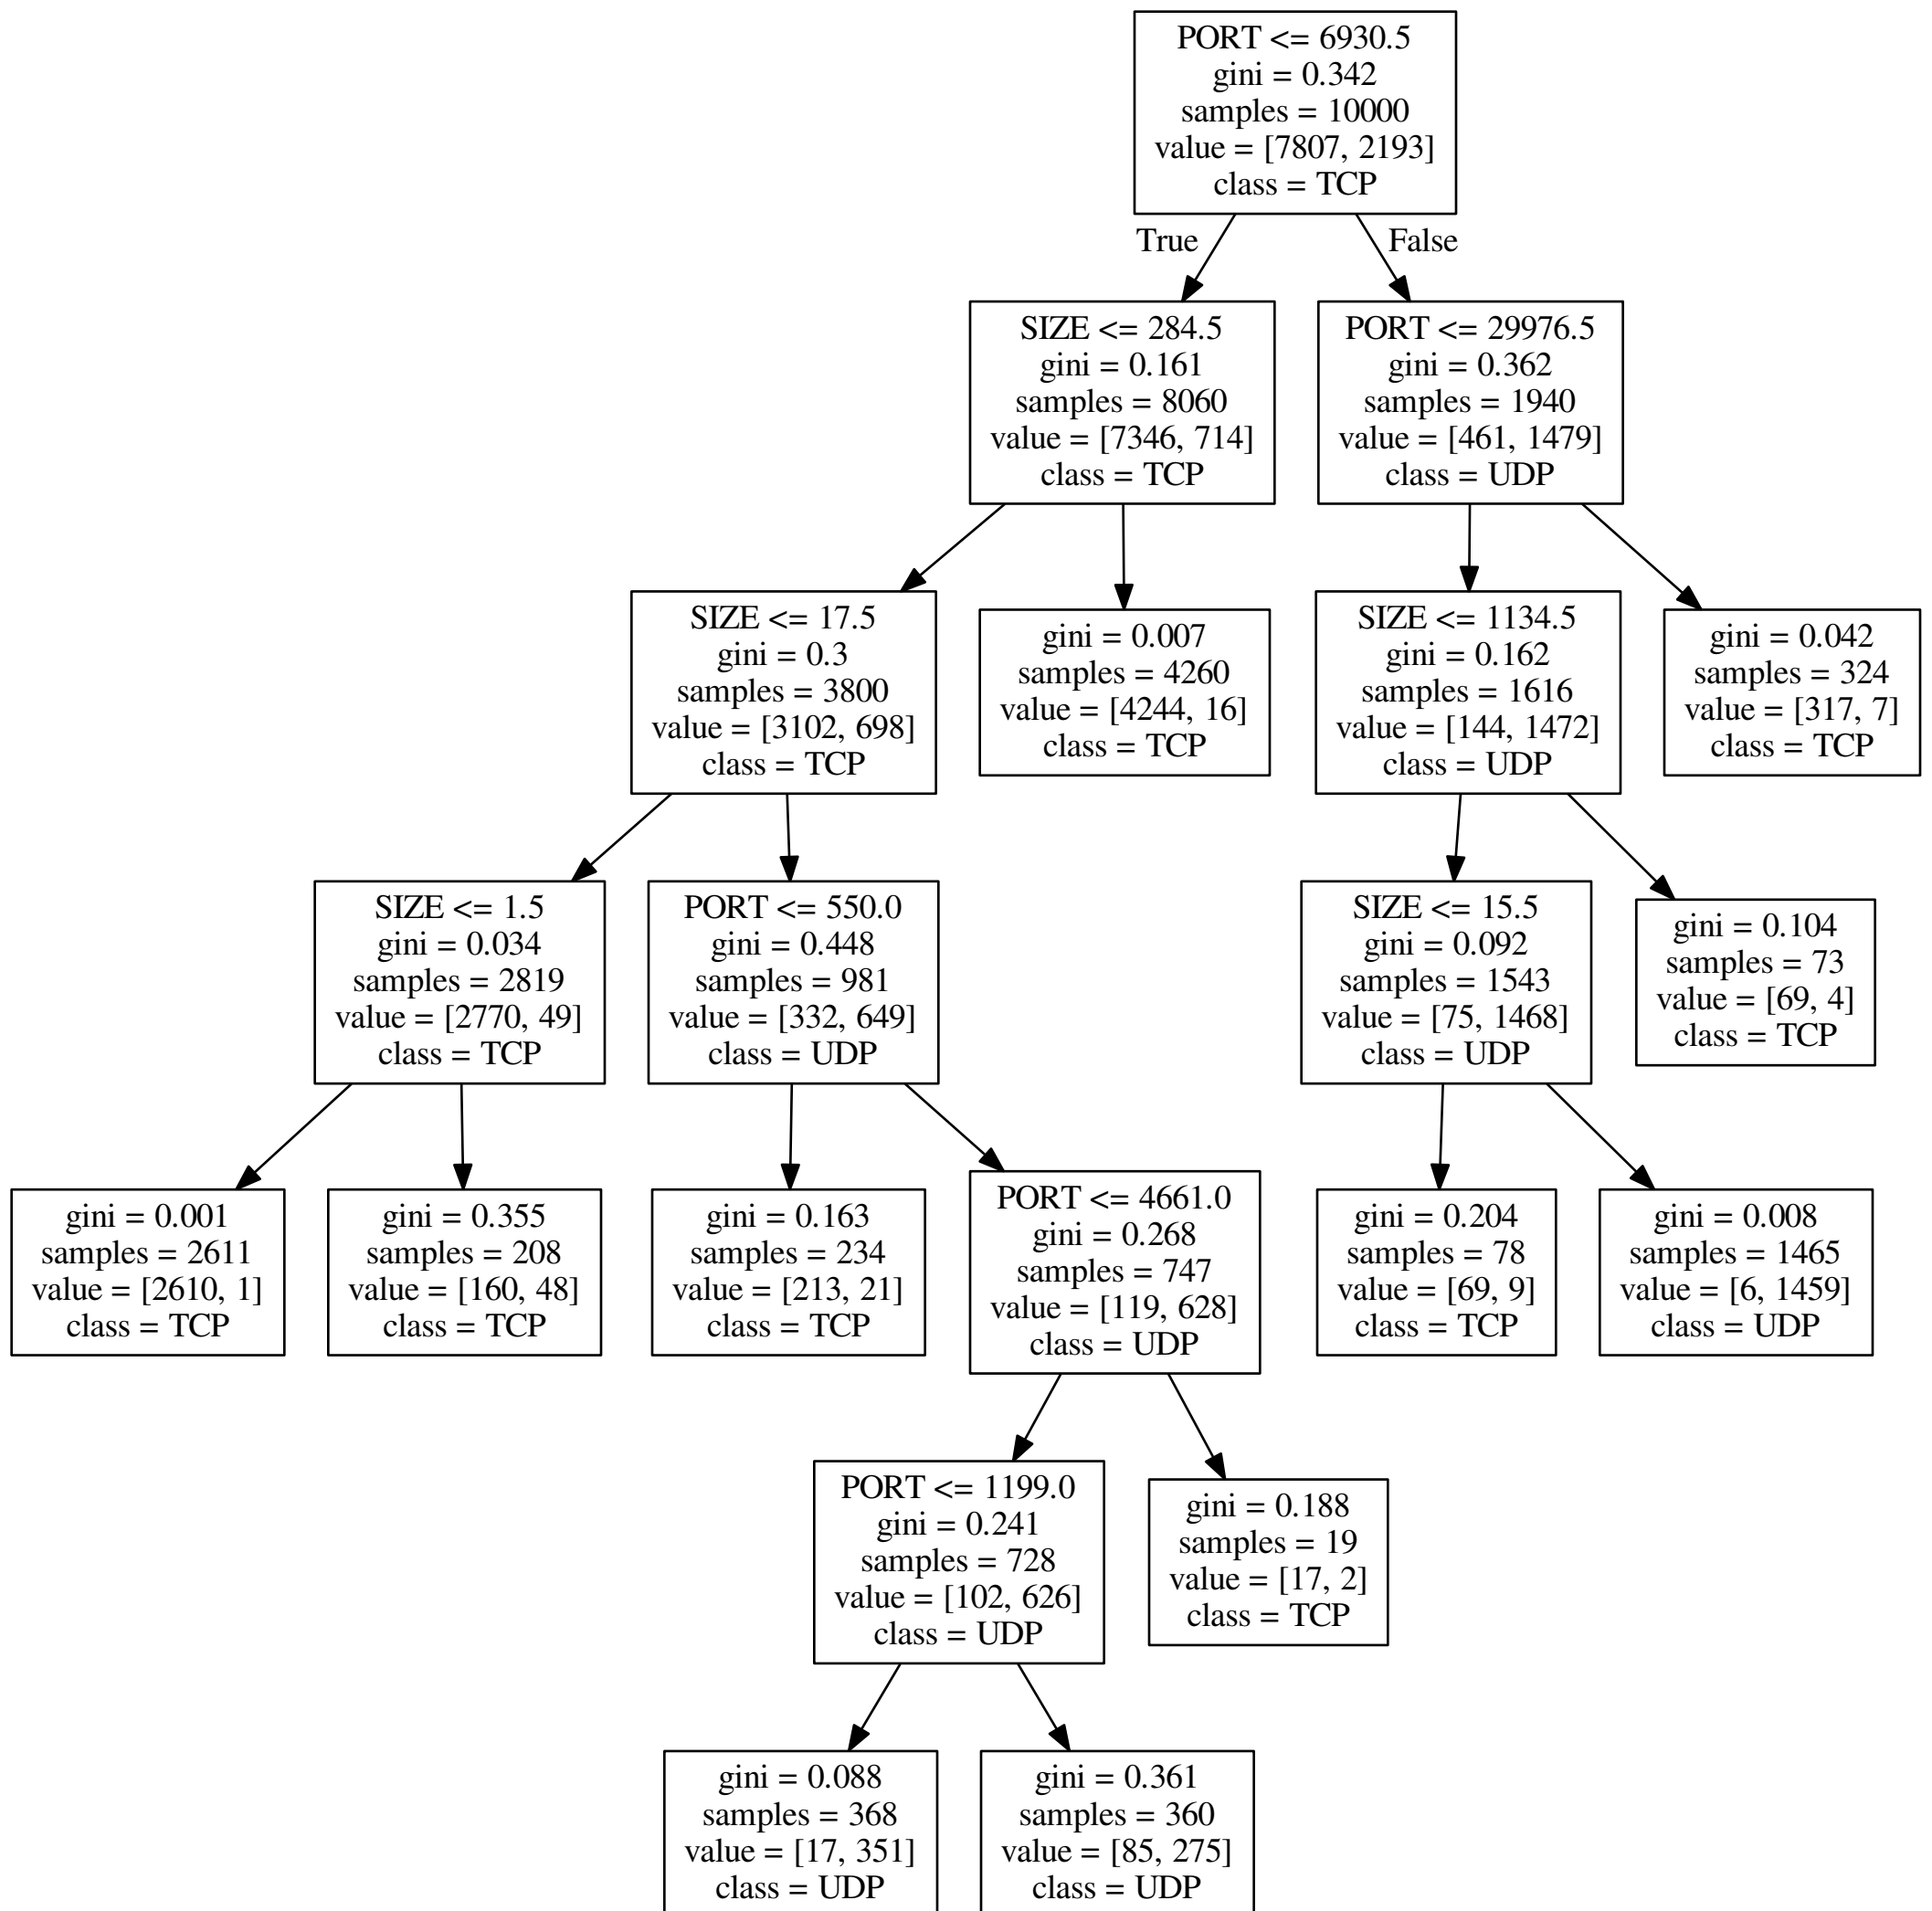 PORT <= 6930.5
gini = 0.342
samples = 10000
value = [7807, 2193]
class = TCP
True
False
SIZE <= 284.5
gini = 0.161
samples = 8060
value = [7346, 714]
class = TCP
PORT <= 29976.5
gini = 0.362
samples = 1940
value = [461, 1479]
class = UDP
SIZE <= 17.5
gini = 0.3
samples = 3800
value = [3102, 698]
class = TCP
gini = 0.007
samples = 4260
value = [4244, 16]
class = TCP
SIZE <= 1134.5
gini = 0.162
samples = 1616
value = [144, 1472]
class = UDP
gini = 0.042
samples = 324
value = [317, 7]
class = TCP
SIZE <= 1.5
gini = 0.034
samples = 2819
value = [2770, 49]
class = TCP
PORT <= 550.0
gini = 0.448
samples = 981
value = [332, 649]
class = UDP
SIZE <= 15.5
gini = 0.092
samples = 1543
value = [75, 1468]
class = UDP
gini = 0.104
samples = 73
value = [69, 4]
class = TCP
gini = 0.001
samples = 2611
value = [2610, 1]
class = TCP
gini = 0.355
samples = 208
value = [160, 48]
class = TCP
gini = 0.163
samples = 234
value = [213, 21]
class = TCP
PORT <= 4661.0
gini = 0.268
samples = 747
value = [119, 628]
class = UDP
gini = 0.204
samples = 78
value = [69, 9]
class = TCP
gini = 0.008
samples = 1465
value = [6, 1459]
class = UDP
PORT <= 1199.0
gini = 0.241
samples = 728
value = [102, 626]
class = UDP
gini = 0.188
samples = 19
value = [17, 2]
class = TCP
gini = 0.088
samples = 368
value = [17, 351]
class = UDP
gini = 0.361
samples = 360
value = [85, 275]
class = UDP